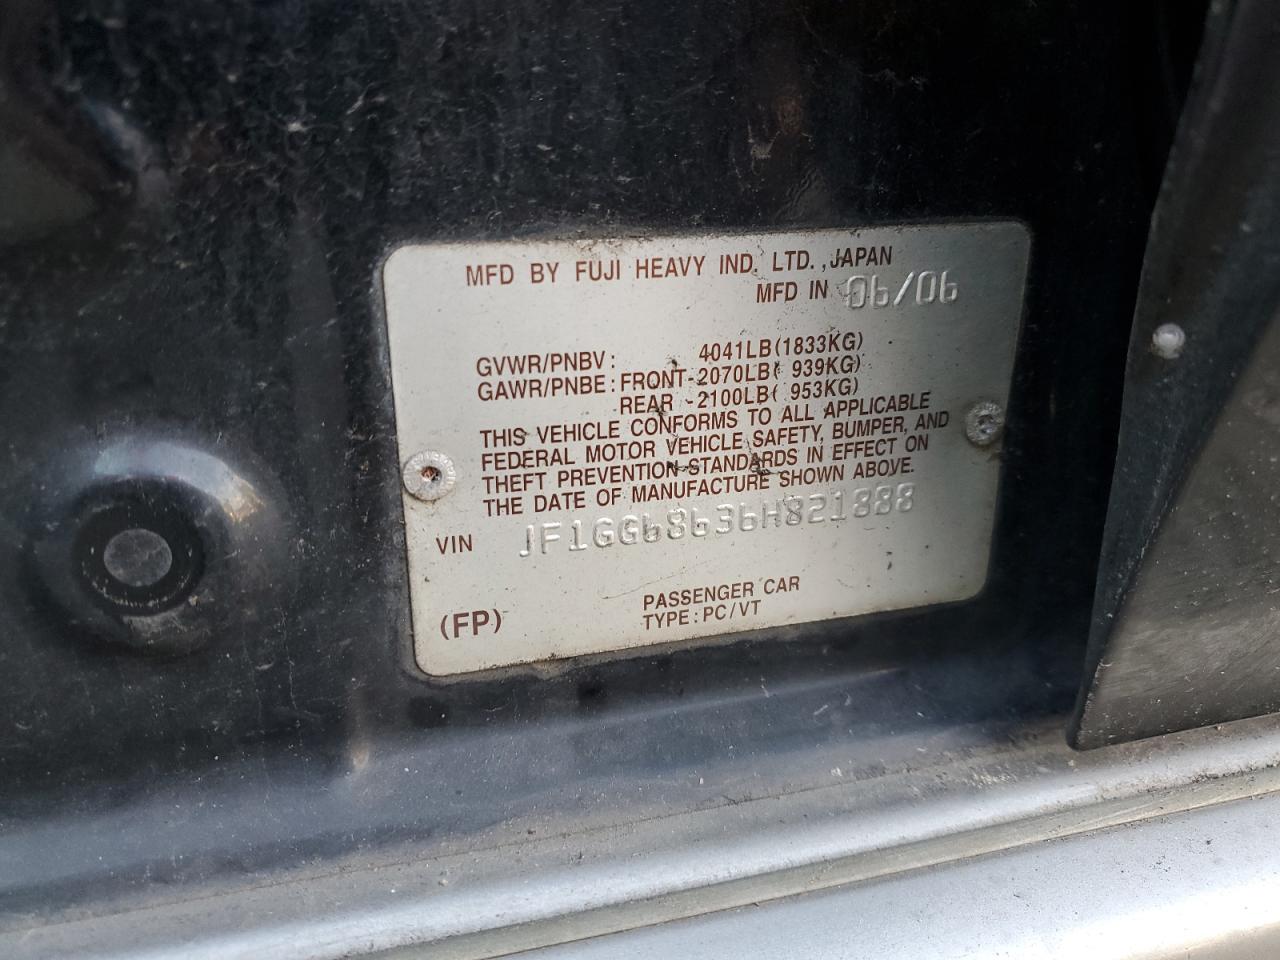 MFD BY FUJI HEAVY IND. LTD.,JAPAN
MFD IN 06/06
GVWR/PNBV: 4041LB(1833KG)
GAWR/PNBE: FRONT-2070LB( 939KG)
REAR -2100LB( 953KG)
THIS VEHICLE CONFORMS TO ALL APPLICABLE
FEDERAL MOTOR VEHICLE SAFETY, BUMPER, AND
THEFT PREVENTION STANDARDS IN EFFECT ON
THE DATE OF MANUFACTURE SHOWN ABOVE.
VIN JF1GG68636H821888
PASSENGER CAR
(FP) TYPE:PC/VT